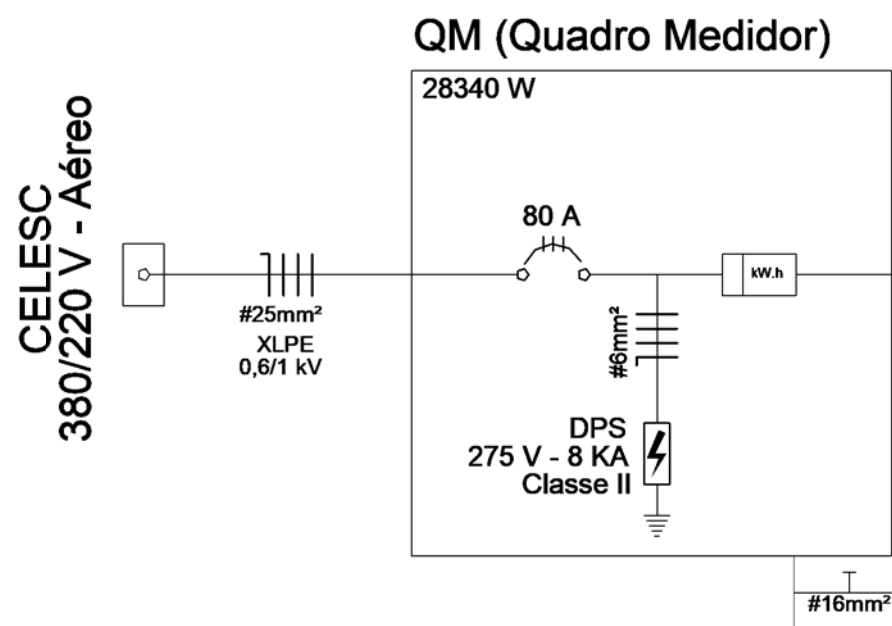 QM (Quadro Medidor)
28340 W
CELESC
380/220 V - Aéreo
80 A
kW.h
#25mm²
XLPE
0,6/1 kV
#6mm²
DPS
275 V - 8 KA
Classe II
#16mm²